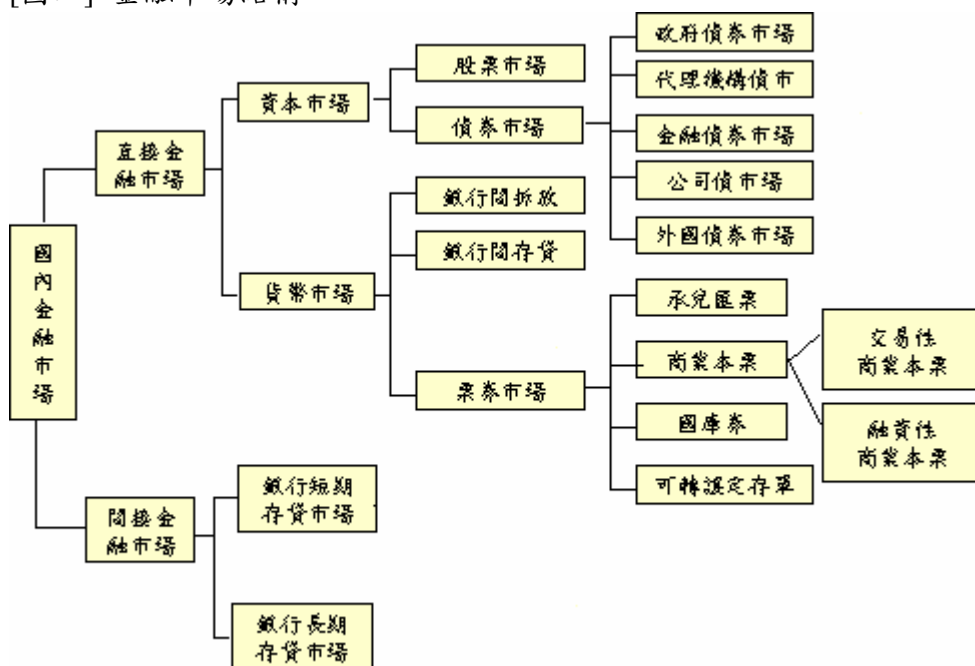 股票市場
債券市場
政府債券市場
代理機構債市
金融債券市場
公司債市場
外國債券市場
資本市場
直接金
融市場
銀行間拆放
銀行間存貸
貨幣市場
票券市場
承兌匯票
商業本票
國庫券
可轉讓定存單
交易性
商業本票
融資性
商業本票
國內金融市場
間接金
融市場
銀行短期
存貸市場
銀行長期
存貸市場